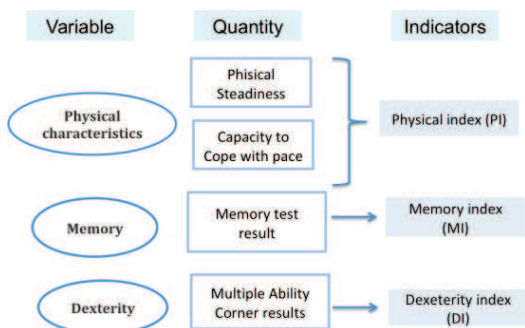 Variable
Quantity
Indicators
Physical
characteristics
Phisical
Steadiness
Capacity to
Cope with pace
Physical index (PI)
Memory
Memory test
result
Memory index
(MI)
Dexterity
Multiple Ability
Corner results
Dexeterity index
(DI)